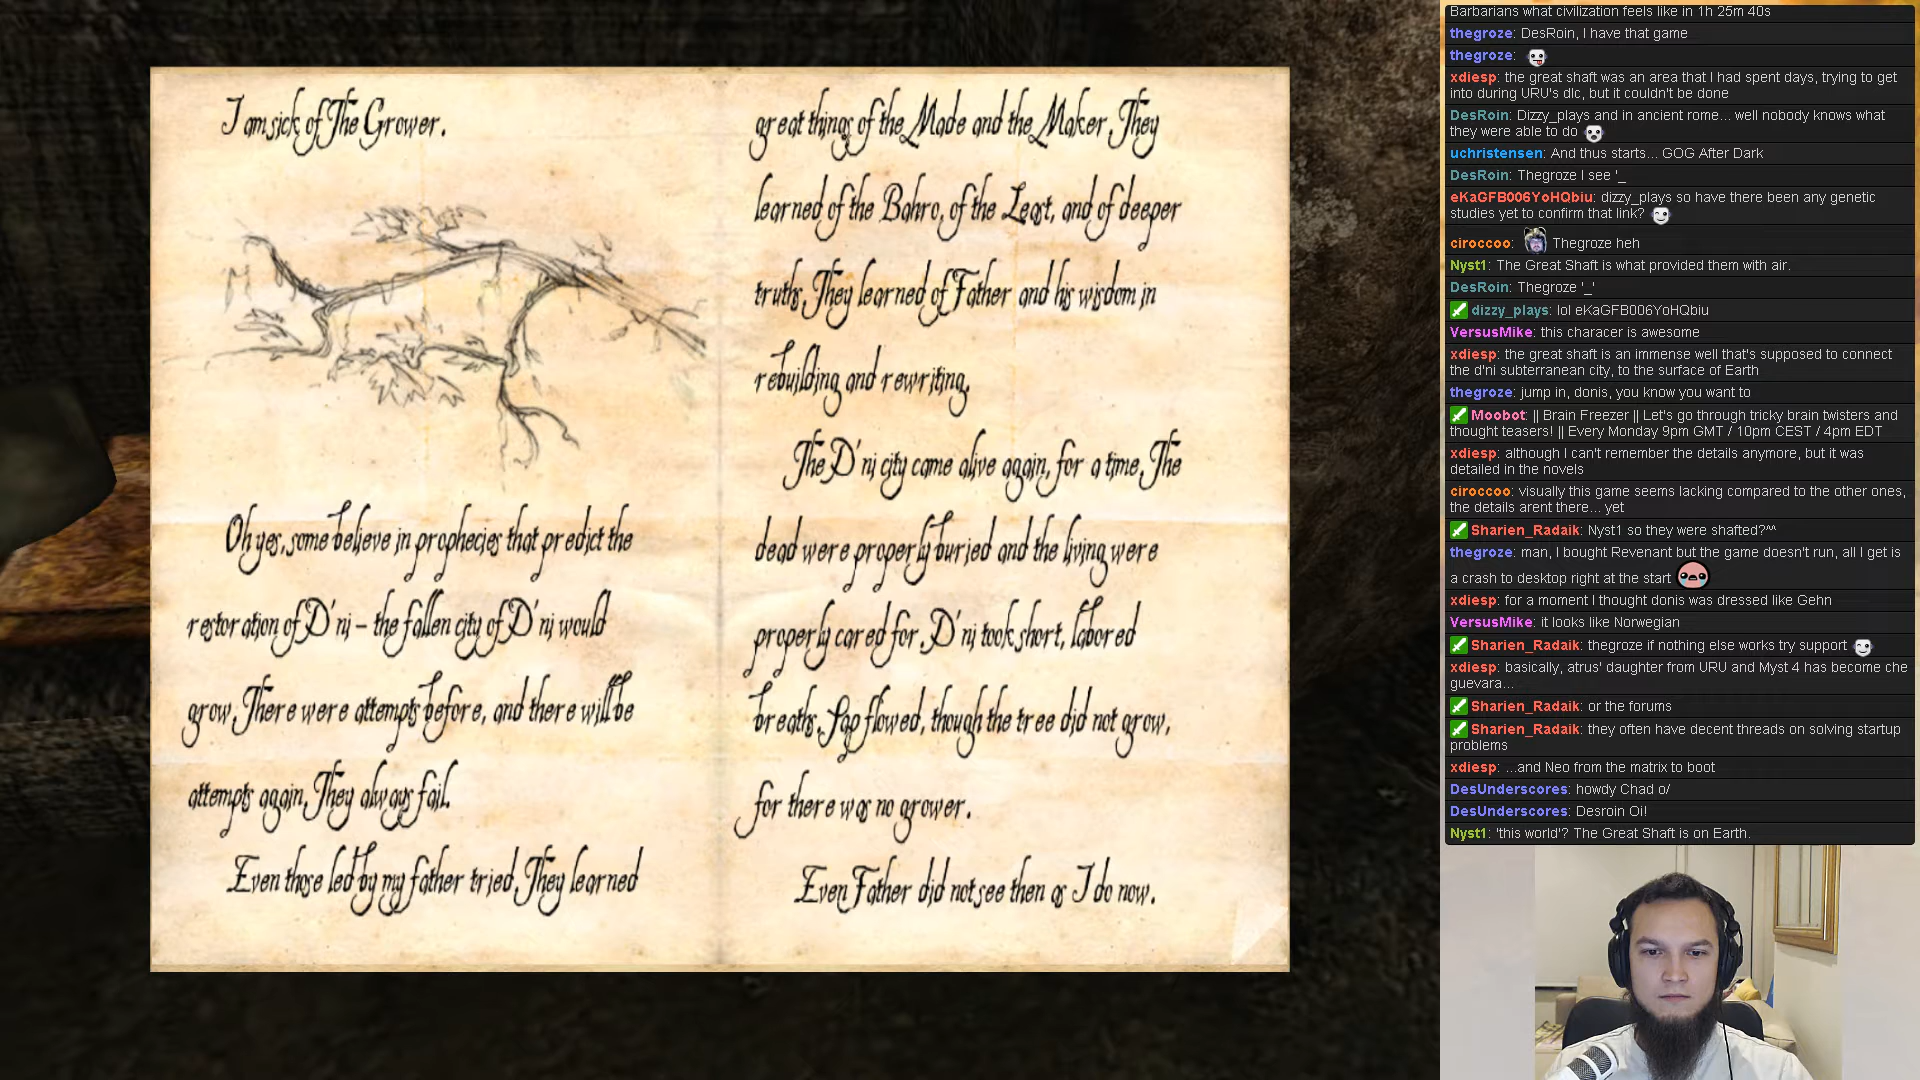 I am sick of The Grower.
Oh yes, some believe in prophecies that predict the
restoration of D'ni – the fallen city of D'ni would
grow. There were attempts before, and there will be
attempts again. They always fail.
Even those led by my father tried. They learned
great things of the Made and the Maker. They
learned of the Bahro, of the Least, and of deeper
truths. They learned of Father and his wisdom in
rebuilding and rewriting.
The D'ni city came alive again, for a time. The
dead were properly buried and the living were
properly cared for. D'ni took short, labored
breaths. Sap flowed, though the tree did not grow,
for there was no grower.
Even Father did not see then as I do now.
Barbarians what civilization feels like in 1h 25m 40s
thegroze: DesRoin, I have that game
thegroze:
xdiesp: the great shaft was an area that I had spent days, trying to get
into during URU's dlc, but it couldn't be done
DesRoin: Dizzy_plays and in ancient rome... well nobody knows what
they were able to do
uchristensen: And thus starts... GOG After Dark
DesRoin: Thegroze I see '_
eKaGFB006YoHQbiu: dizzy_plays so have there been any genetic
studies yet to confirm that link?
ciroccoo: Thegroze heh
Nyst1: The Great Shaft is what provided them with air.
DesRoin: Thegroze '_'
dizzy_plays: lol eKaGFB006YoHQbiu
VersusMike: this characer is awesome
xdiesp: the great shaft is an immense well that's supposed to connect
the d'ni subterranean city, to the surface of Earth
thegroze: jump in, donis, you know you want to
Moobot: || Brain Freezer || Let's go through tricky brain twisters and
thought teasers! || Every Monday 9pm GMT / 10pm CEST / 4pm EDT
xdiesp: although I can't remember the details anymore, but it was
detailed in the novels
ciroccoo: visually this game seems lacking compared to the other ones,
the details arent there... yet
Sharien_Radaik: Nyst1 so they were shafted?^^
thegroze: man, I bought Revenant but the game doesn't run, all I get is
a crash to desktop right at the start
xdiesp: for a moment I thought donis was dressed like Gehn
VersusMike: it looks like Norwegian
Sharien_Radaik: thegroze if nothing else works try support
xdiesp: basically, atrus' daughter from URU and Myst 4 has become che
guevara...
Sharien_Radaik: or the forums
Sharien_Radaik: they often have decent threads on solving startup
problems
xdiesp: ...and Neo from the matrix to boot
DesUnderscores: howdy Chad o/
DesUnderscores: Desroin Oi!
Nyst1: 'this world'? The Great Shaft is on Earth.